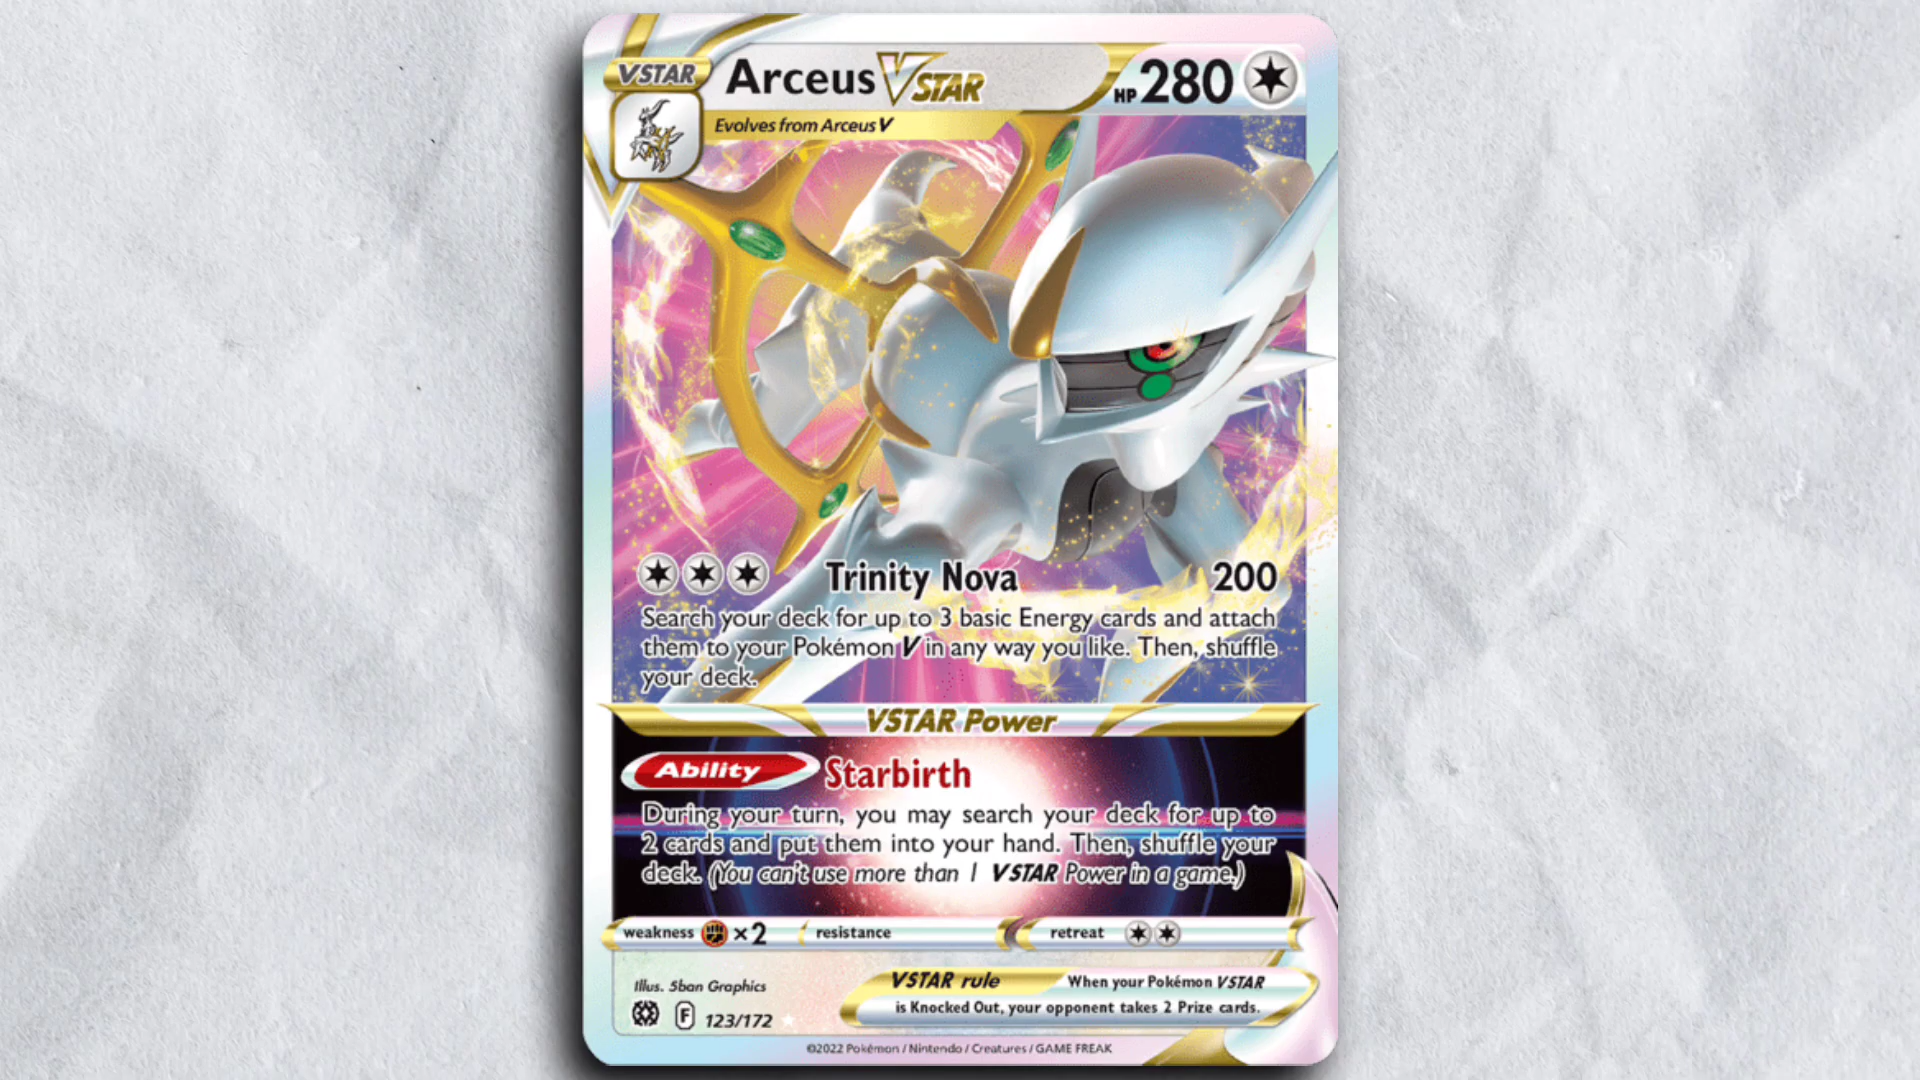 VSTAR Arceus VSTAR HP 280
Evolves from Arceus V
Trinity Nova 200
Search your deck for up to 3 basic Energy cards and attach
them to your Pokémon V in any way you like. Then, shuffle
your deck.
VSTAR Power
Ability Starbirth
During your turn, you may search your deck for up to
2 cards and put them into your hand. Then, shuffle your
deck. (You can't use more than 1 VSTAR Power in a game.)
weakness ×2 resistance retreat
Illus. 5ban Graphics
VSTAR rule When your Pokémon VSTAR
is Knocked Out, your opponent takes 2 Prize cards.
F 123/172
©2022 Pokémon / Nintendo / Creatures / GAME FREAK